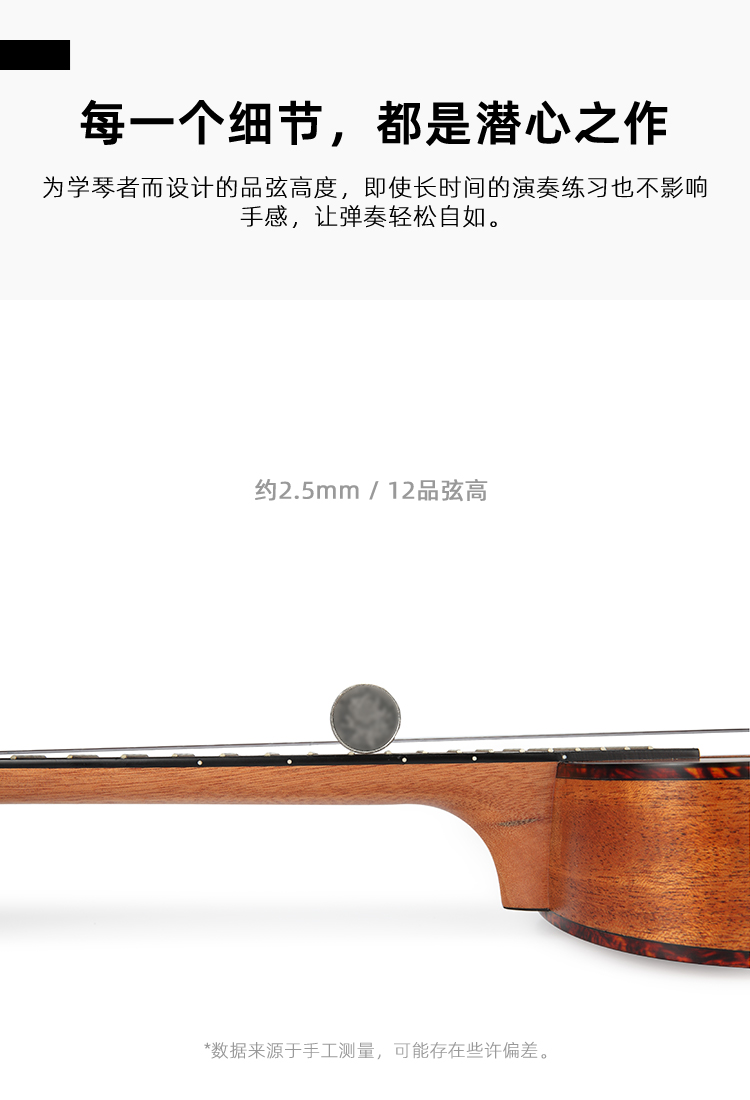 每一个细节，都是潜心之作
为学琴者而设计的品弦高度，即使长时间的演奏练习也不影响
手感，让弹奏轻松自如。
约2.5mm / 12品弦高
*数据来源于手工测量，可能存在些许偏差。